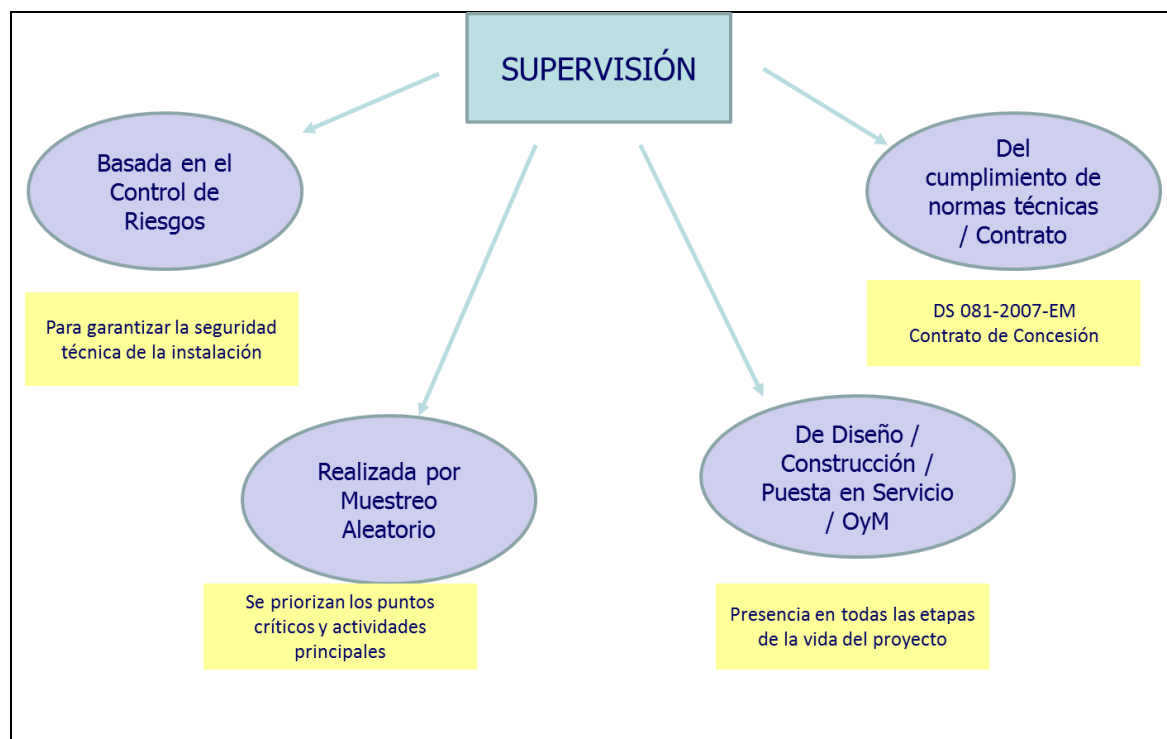 SUPERVISIÓN
Basada en el
Control de
Riesgos
Para garantizar la seguridad
técnica de la instalación
Realizada por
Muestreo
Aleatorio
Se priorizan los puntos
críticos y actividades
principales
De Diseño /
Construcción /
Puesta en Servicio
/ OyM
Presencia en todas las etapas
de la vida del proyecto
Del
cumplimiento de
normas técnicas
/ Contrato
DS 081-2007-EM
Contrato de Concesión